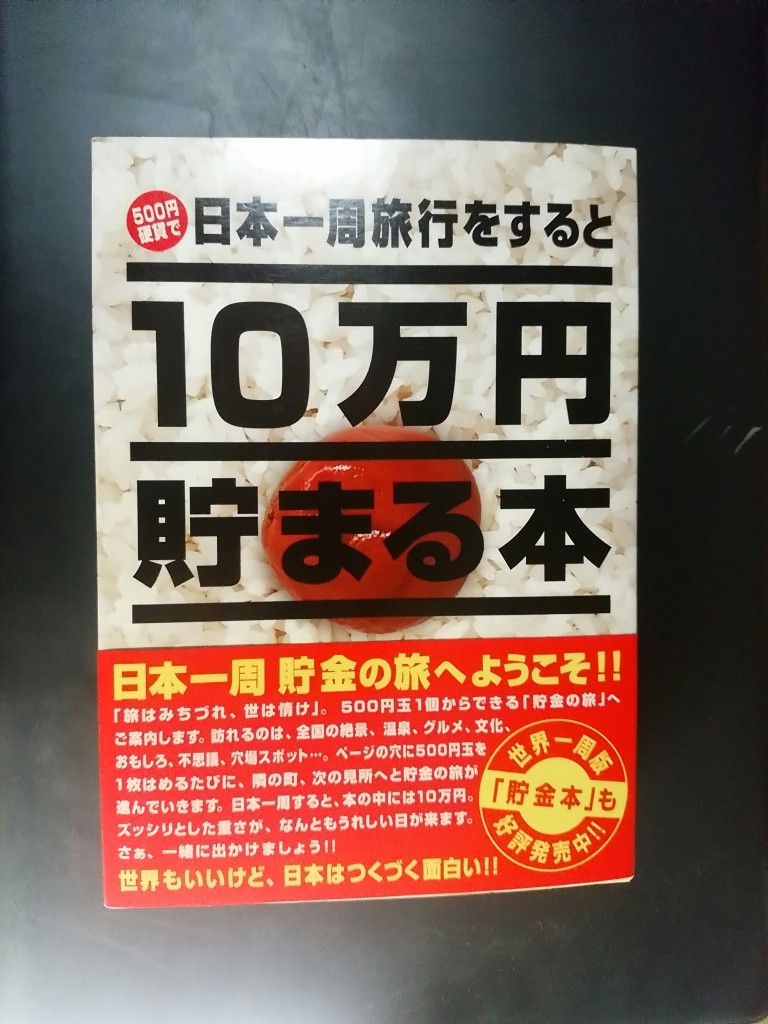 500円
硬貨で
日本一周旅行をすると
10万円
貯まる本
日本一周 貯金の旅へようこそ!!
「旅はみちづれ、世は情け」。500円玉1個からできる「貯金の旅」へ
ご案内します。訪れるのは、全国の絶景、温泉、グルメ、文化、
おもしろ、不思議、穴場スポット…。ページの穴に500円玉を
1枚はめるたびに、隣の町、次の見所へと貯金の旅が
進んでいきます。日本一周すると、本の中には10万円。
ズッシリとした重さが、なんともうれしい日が来ます。
さぁ、一緒に出かけましょう!!
世界もいいけど、日本はつくづく面白い!!
世界一周版
「貯金本」も
好評発売中!!